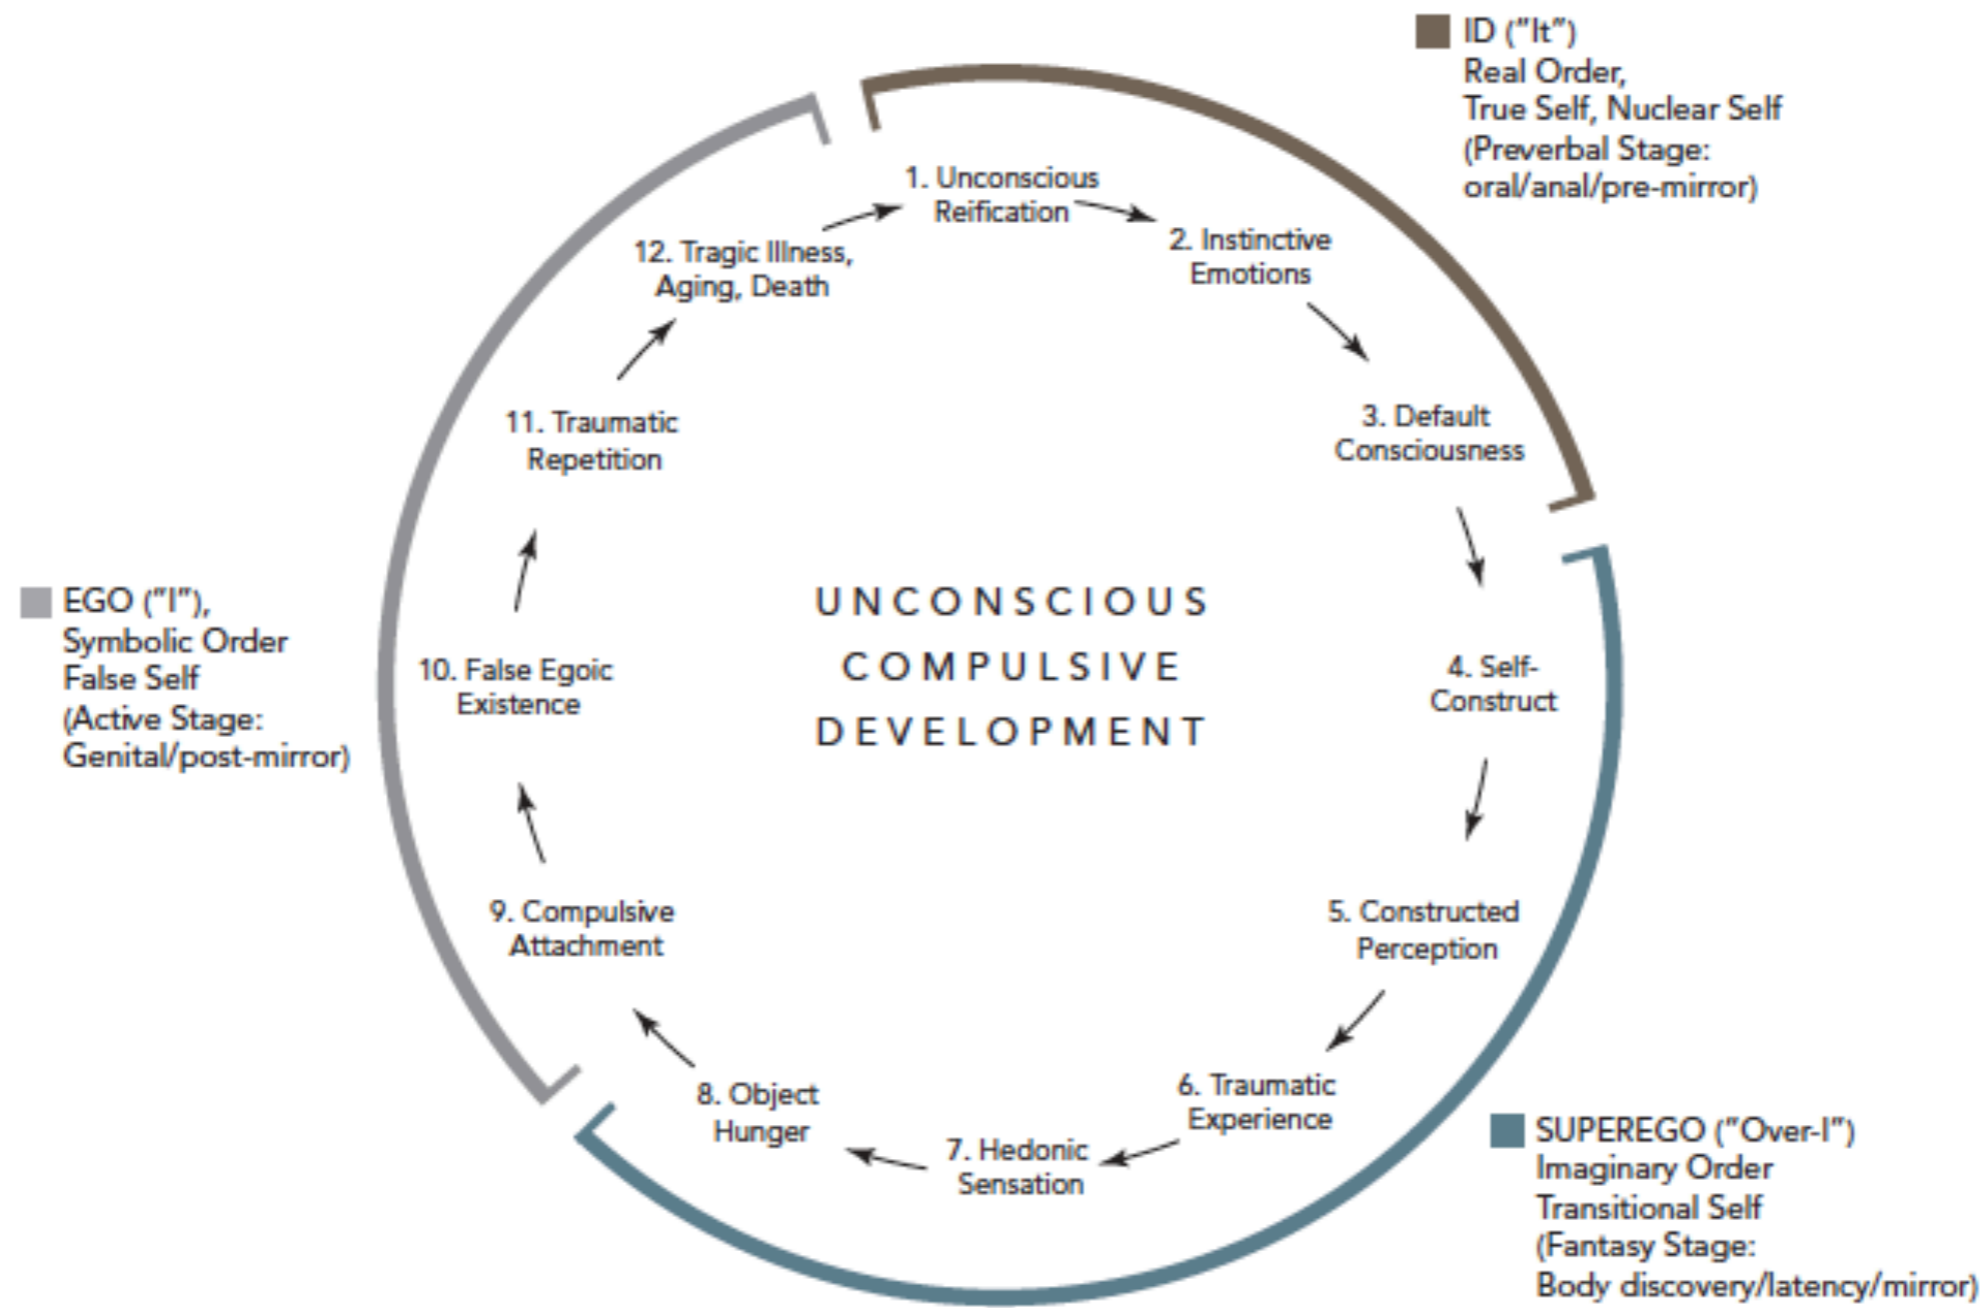 ID ("It")
Real Order,
True Self, Nuclear Self
(Preverbal Stage:
oral/anal/pre-mirror)
1. Unconscious
Reification
2. Instinctive
Emotions
3. Default
Consciousness
4. Self-
Construct
5. Constructed
Perception
6. Traumatic
Experience
7. Hedonic
Sensation
8. Object
Hunger
9. Compulsive
Attachment
10. False Egoic
Existence
11. Traumatic
Repetition
12. Tragic Illness,
Aging, Death
UNCONSCIOUS
COMPULSIVE
DEVELOPMENT
EGO ("I"),
Symbolic Order
False Self
(Active Stage:
Genital/post-mirror)
SUPEREGO ("Over-I")
Imaginary Order
Transitional Self
(Fantasy Stage:
Body discovery/latency/mirror)